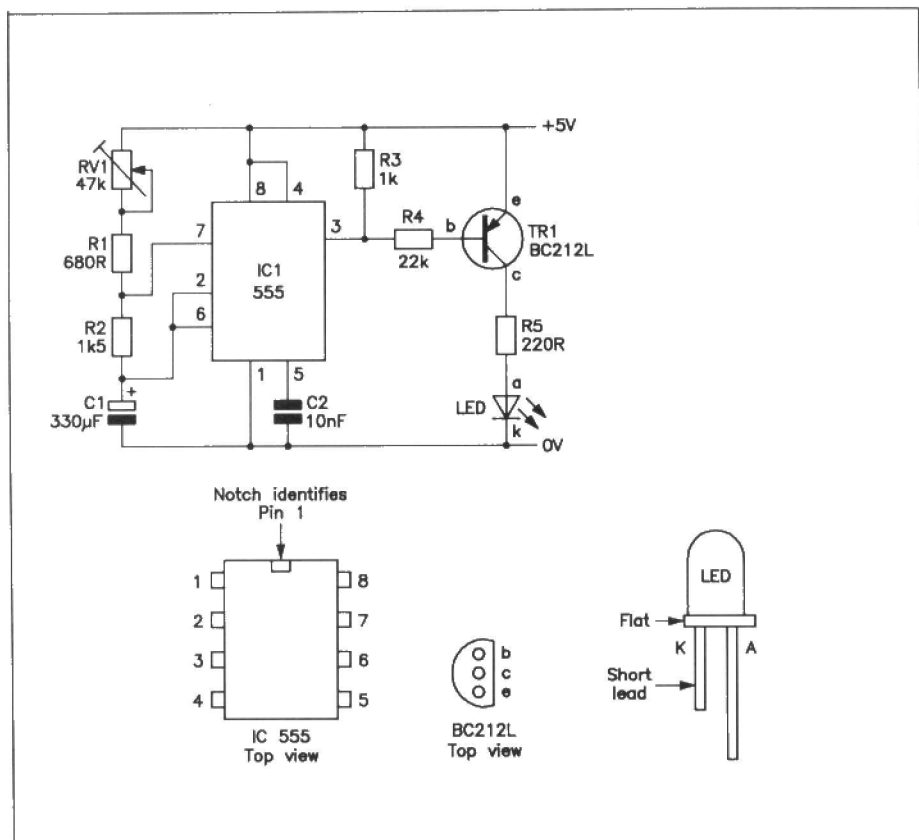 +5V
RV1
47k
R3
1k
8
4
e
7
3
R4
b
TR1
BC212L
R1
680R
IC1
555
22k
2
c
6
R2
1k5
R5
220R
1
5
a
C1
+
330µF
C2
10nF
LED
k
0V
Notch identifies
Pin 1
1
8
2
7
3
6
4
5
IC 555
Top view
b
c
e
BC212L
Top view
LED
Flat
K
A
Short
lead